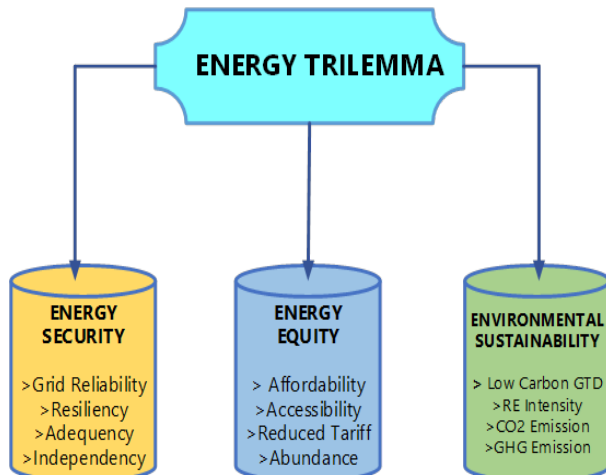 ENERGY TRILEMMA
ENERGY
SECURITY
>Grid Reliability
>Resiliency
>Adequency
>Independency
ENERGY
EQUITY
> Affordability
>Accessibility
>Reduced Tariff
>Abundance
ENVIRONMENTAL
SUSTAINABILITY
> Low Carbon GTD
>RE Intensity
>CO2 Emission
>GHG Emission